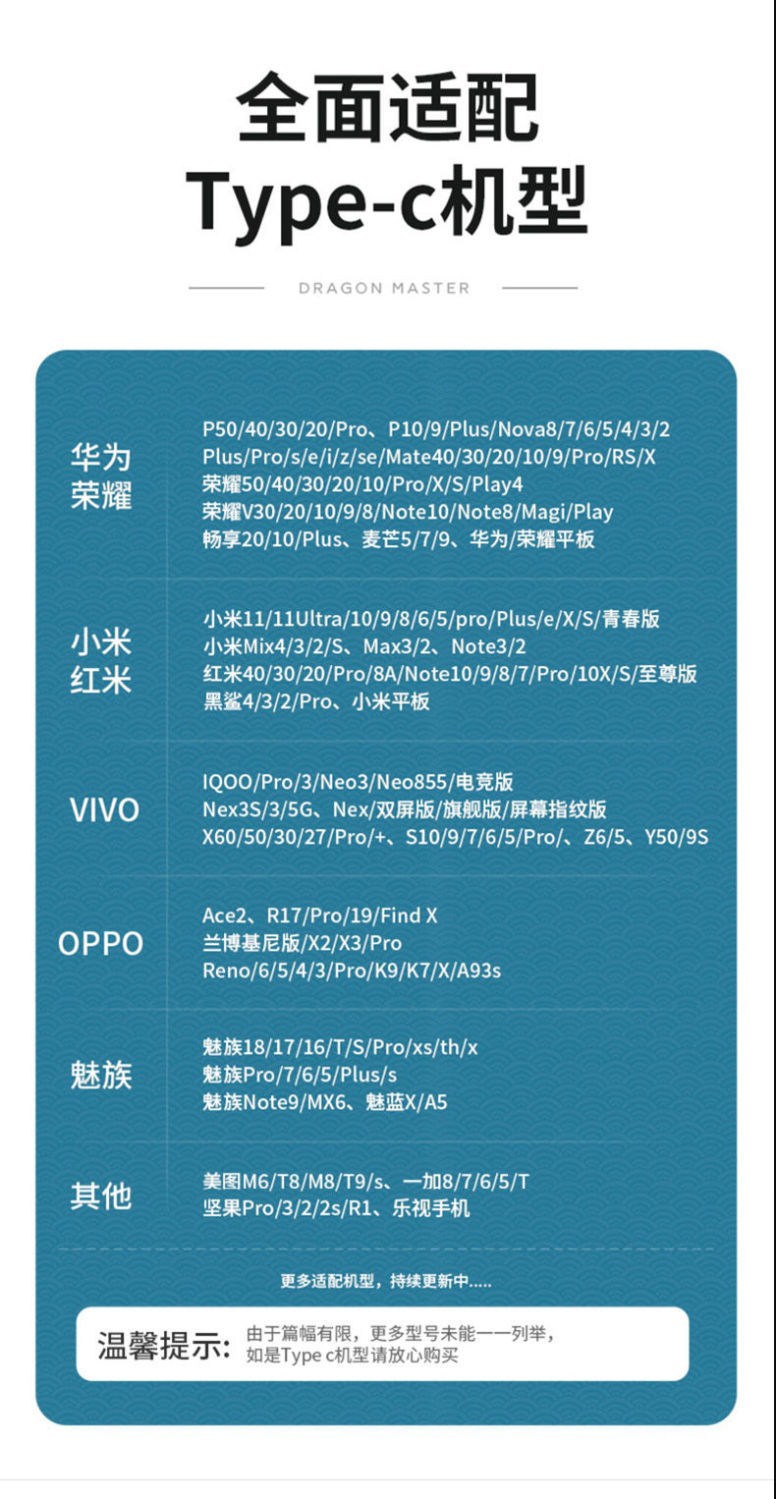 全面适配
Type-c机型
DRAGON MASTER
华为
荣耀
P50/40/30/20/Pro、P10/9/Plus/Nova8/7/6/5/4/3/2
Plus/Pro/s/e/i/z/se/Mate40/30/20/10/9/Pro/RS/X
荣耀50/40/30/20/10/Pro/X/S/Play4
荣耀V30/20/10/9/8/Note10/Note8/Magi/Play
畅享20/10/Plus、麦芒5/7/9、华为/荣耀平板
小米
红米
小米11/11Ultra/10/9/8/6/5/pro/Plus/e/X/S/青春版
小米Mix4/3/2/S、Max3/2、Note3/2
红米40/30/20/Pro/8A/Note10/9/8/7/Pro/10X/S/至尊版
黑鲨4/3/2/Pro、小米平板
VIVO
IQOO/Pro/3/Neo3/Neo855/电竞版
Nex3S/3/5G、Nex/双屏版/旗舰版/屏幕指纹版
X60/50/30/27/Pro/+、S10/9/7/6/5/Pro/、Z6/5、Y50/9S
OPPO
Ace2、R17/Pro/19/Find X
兰博基尼版/X2/X3/Pro
Reno/6/5/4/3/Pro/K9/K7/X/A93s
魅族
魅族18/17/16/T/S/Pro/xs/th/x
魅族Pro/7/6/5/Plus/s
魅族Note9/MX6、魅蓝X/A5
其他
美图M6/T8/M8/T9/s、一加8/7/6/5/T
坚果Pro/3/2/2s/R1、乐视手机
更多适配机型，持续更新中.....
温馨提示:
由于篇幅有限，更多型号未能一一列举，
如是Type c机型请放心购买